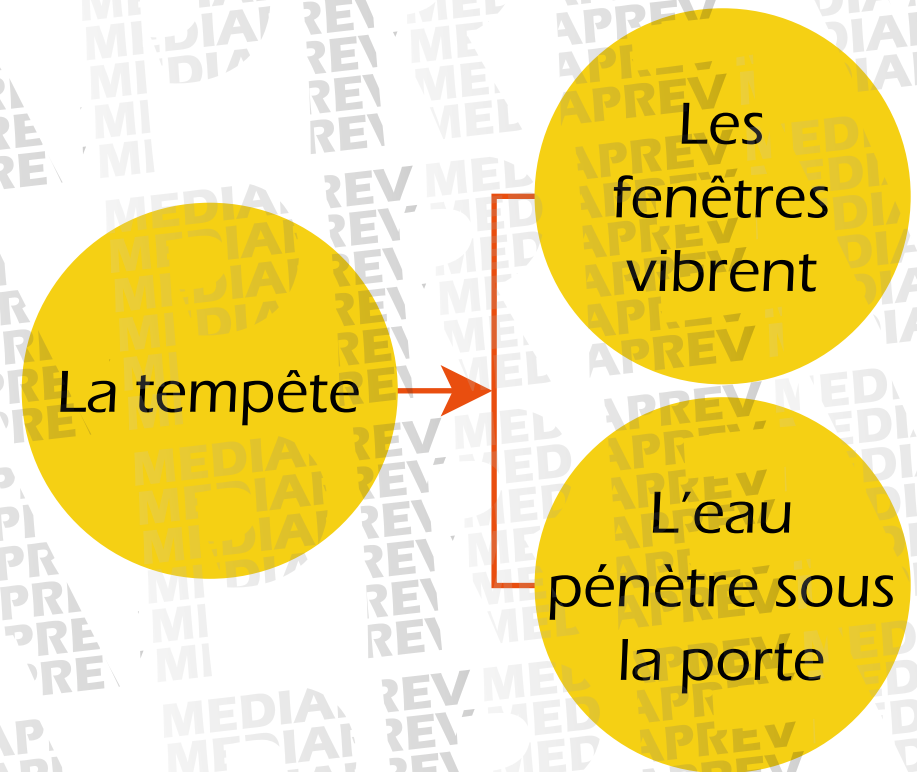 La tempête
Les
fenêtres
vibrent
L'eau
pénètre sous
la porte